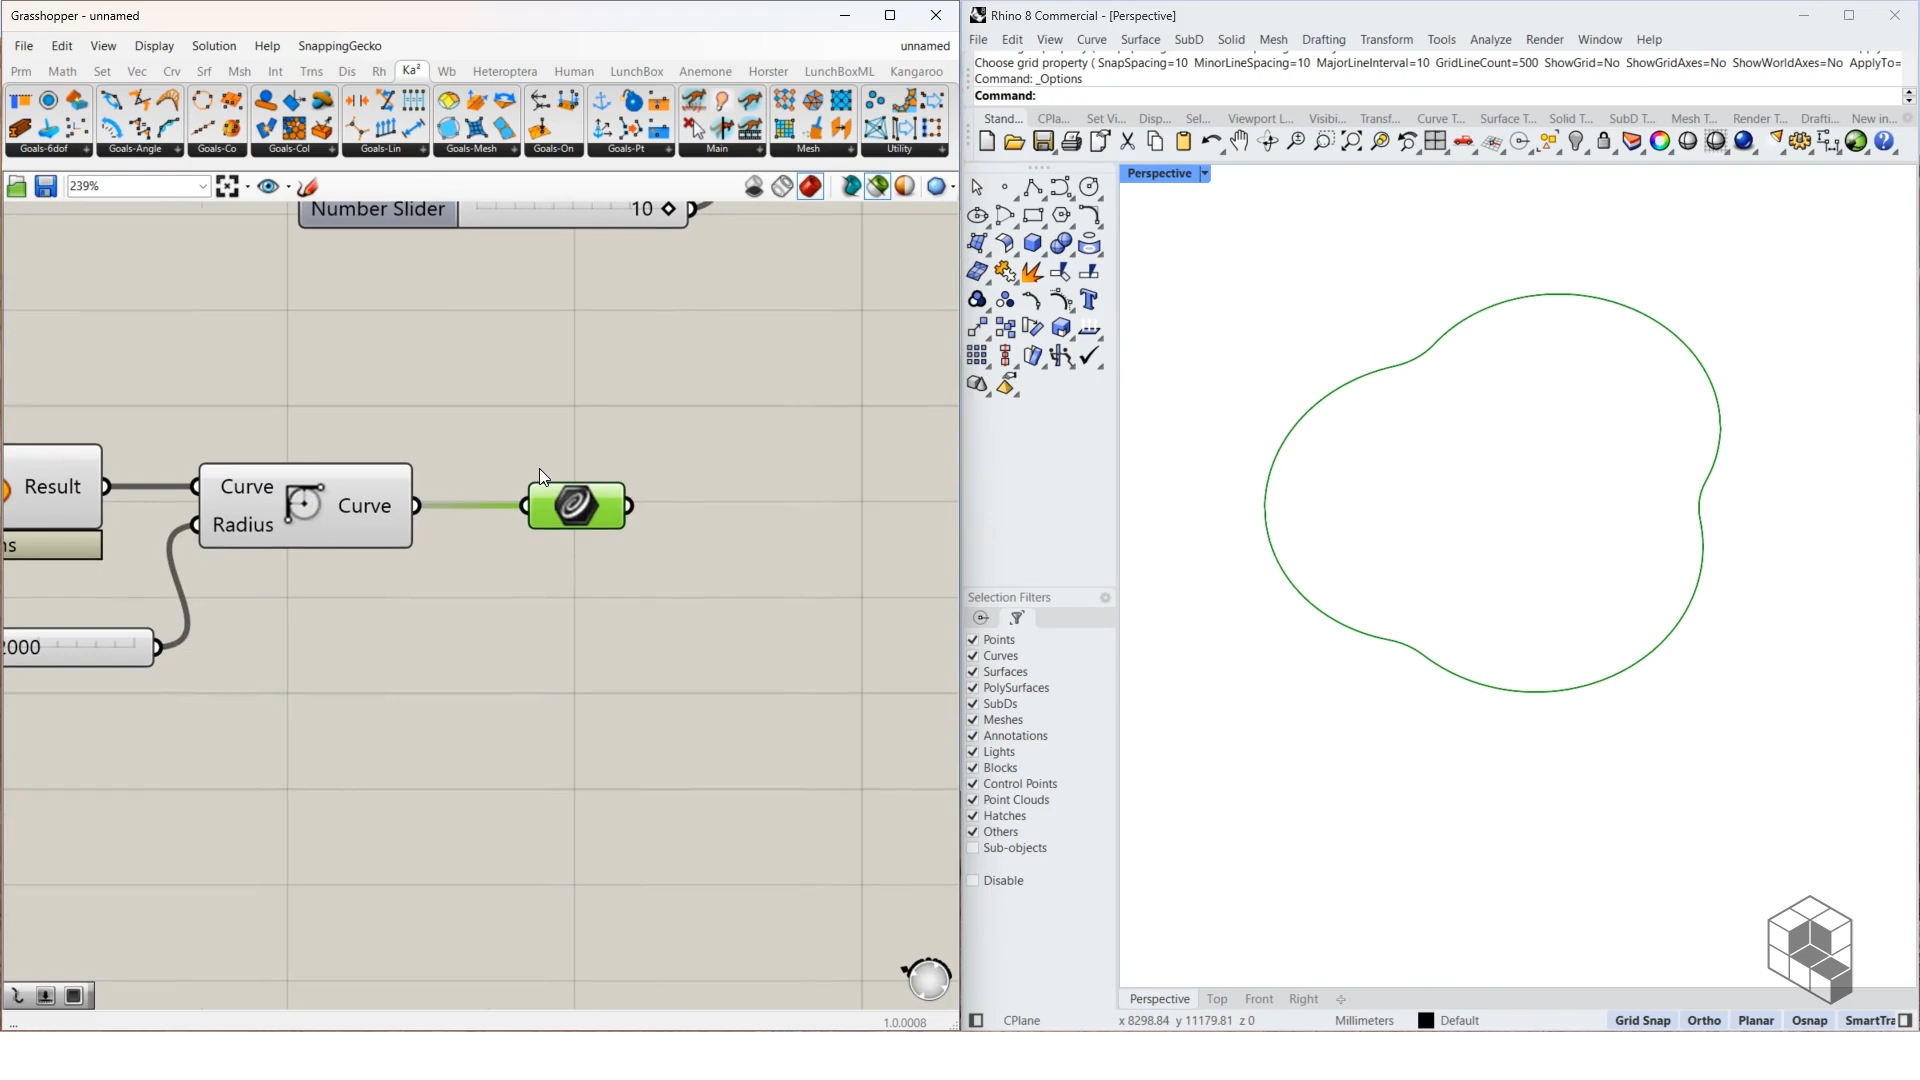 Grasshopper - unnamed
File Edit View Display Solution Help SnappingGecko unnamed
Prm Math Set Vec Crv Srf Msh Int Trns Dis Rh Ka² Wb Heteroptera Human LunchBox Anemone Horster LunchBoxML Kangaroo
Goals-6dof Goals-Angle Goals-Co Goals-Col Goals-Lin Goals-Mesh Goals-On Goals-Pt Main Mesh Utility
239%
Number Slider 10
Result
ns
Curve
Radius
Curve
2000
...
1.0.0008
Rhino 8 Commercial - [Perspective]
File Edit View Curve Surface SubD Solid Mesh Drafting Transform Tools Analyze Render Window Help
Choose grid property ( SnapSpacing=10 MinorLineSpacing=10 MajorLineInterval=10 GridLineCount=500 ShowGrid=No ShowGridAxes=No ShowWorldAxes=No ApplyTo=
Command: _Options
Command:
Stand... CPla... Set Vi... Disp... Sel... Viewport L... Visibi... Transf... Curve T... Surface T... Solid T... SubD T... Mesh T... Render T... Drafti... New in...
Perspective
Selection Filters
Points
Curves
Surfaces
PolySurfaces
SubDs
Meshes
Annotations
Lights
Blocks
Control Points
Point Clouds
Hatches
Others
Sub-objects
Disable
Perspective Top Front Right
CPlane x 8298.84 y 11179.81 z 0 Millimeters Default Grid Snap Ortho Planar Osnap SmartTra